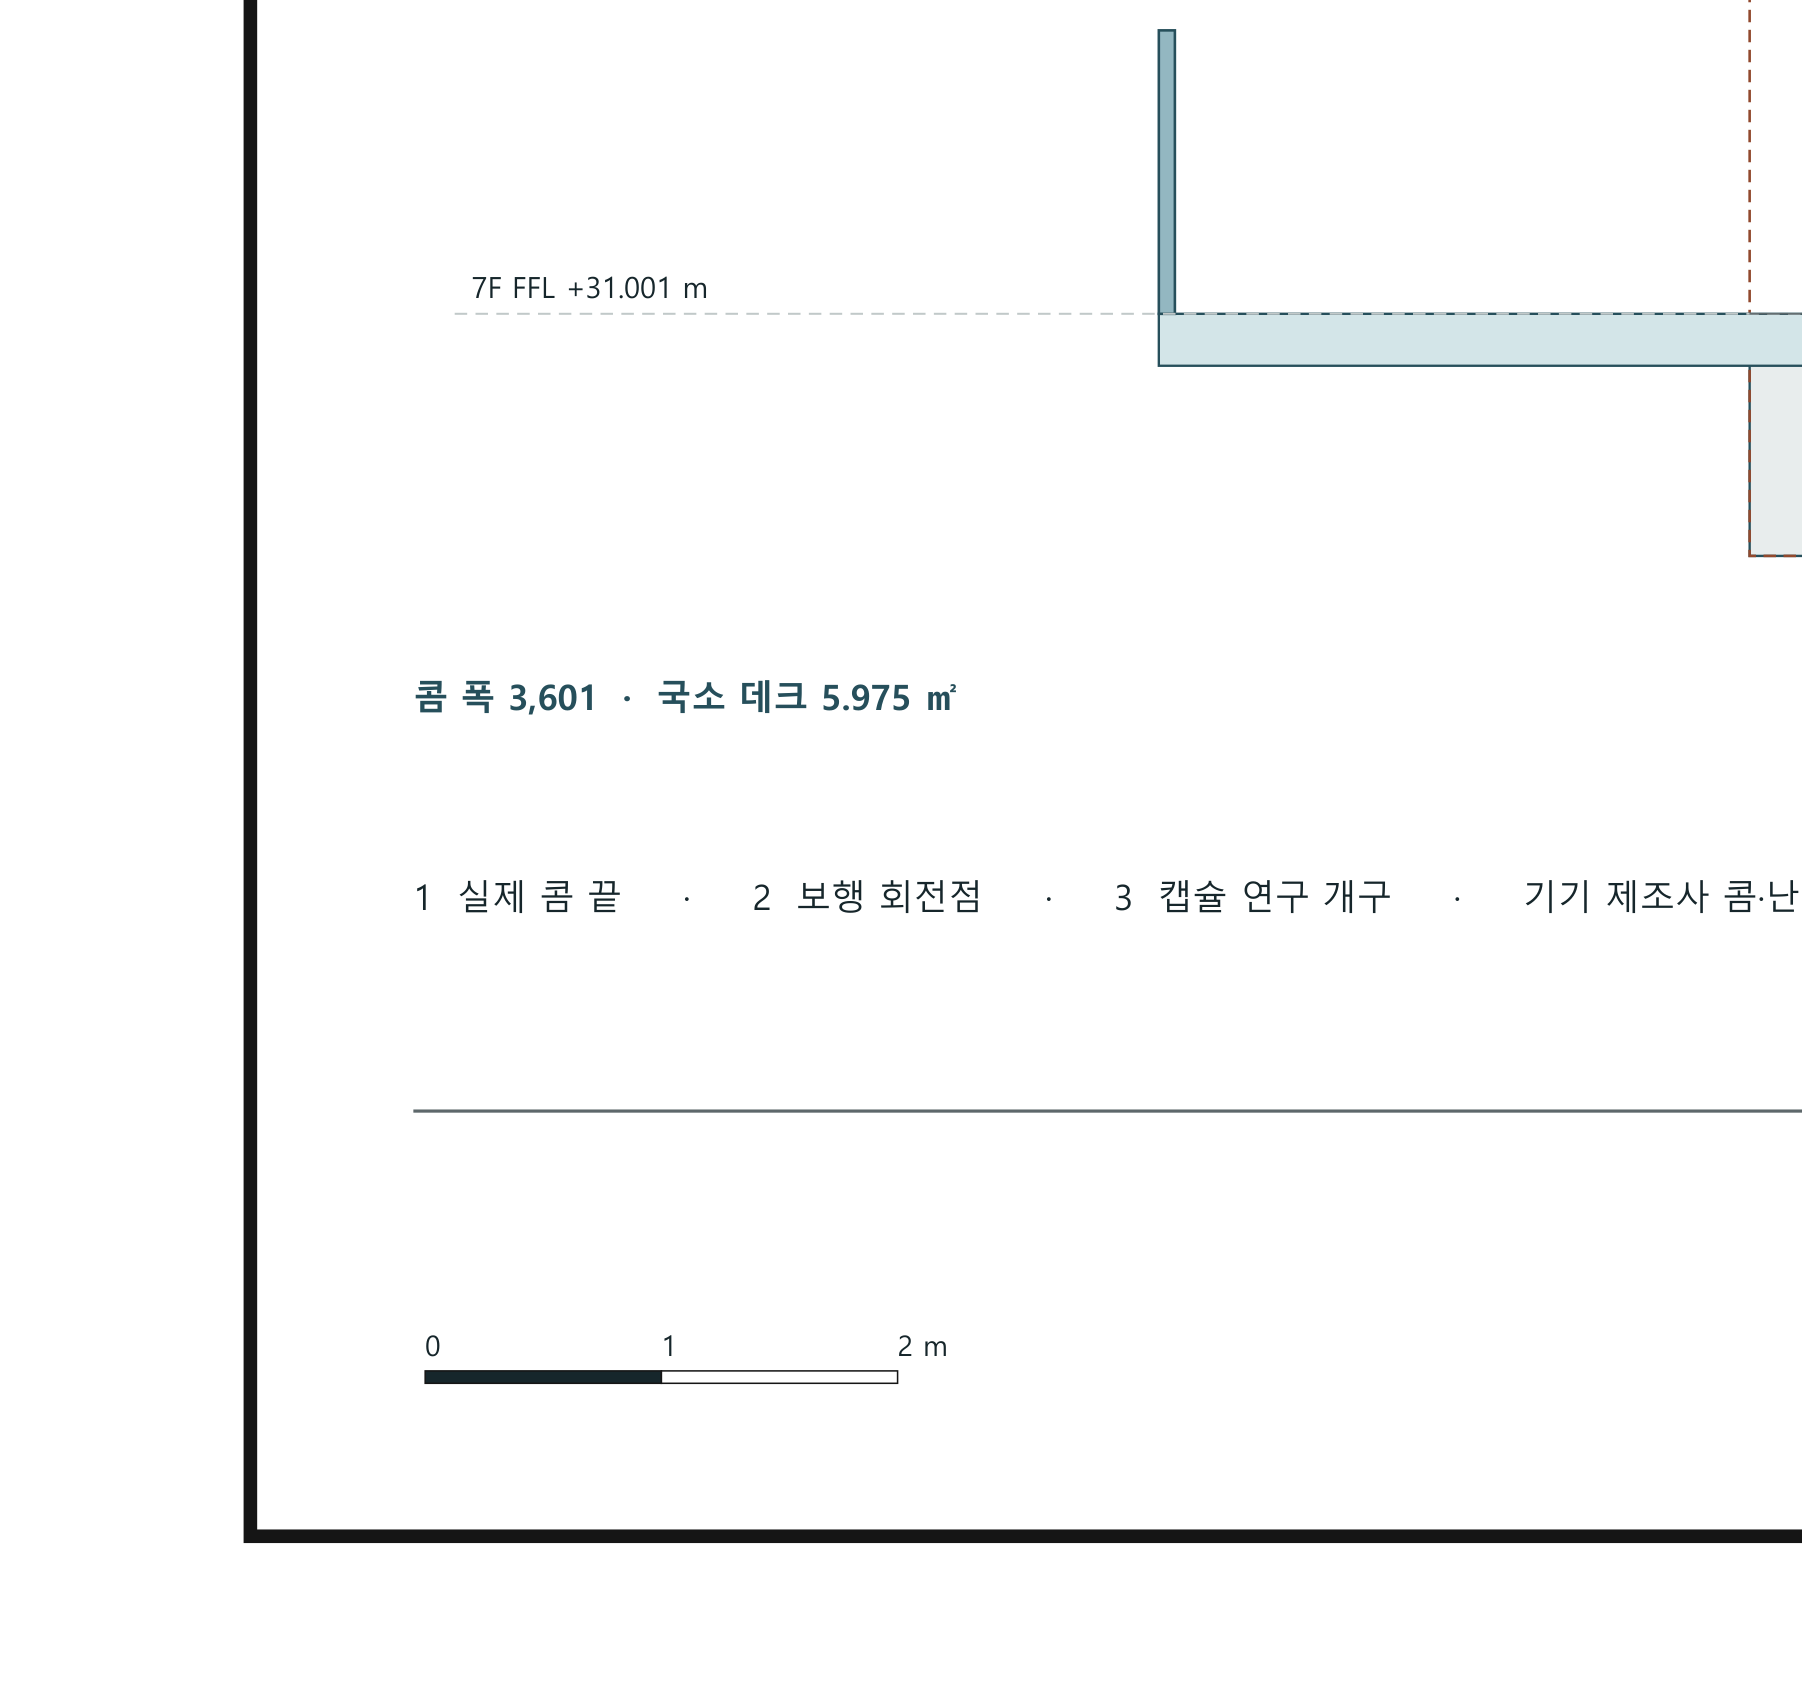 7F FFL +31.001 m
콤 폭 3,601 · 국소 데크 5.975 ㎡
1 실제 콤 끝 · 2 보행 회전점 · 3 캡슐 연구 개구 · 기기 제조사 콤·난
0 1 2 m